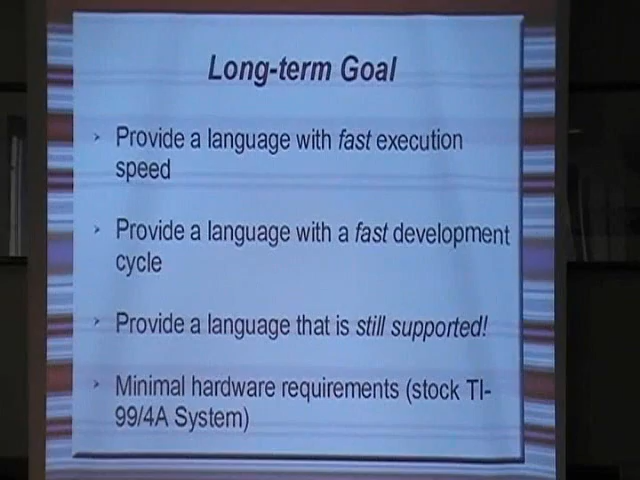 Long-term Goal
Provide a language with fast execution
speed
Provide a language with a fast development
cycle
Provide a language that is still supported!
Minimal hardware requirements (stock TI-
99/4A System)